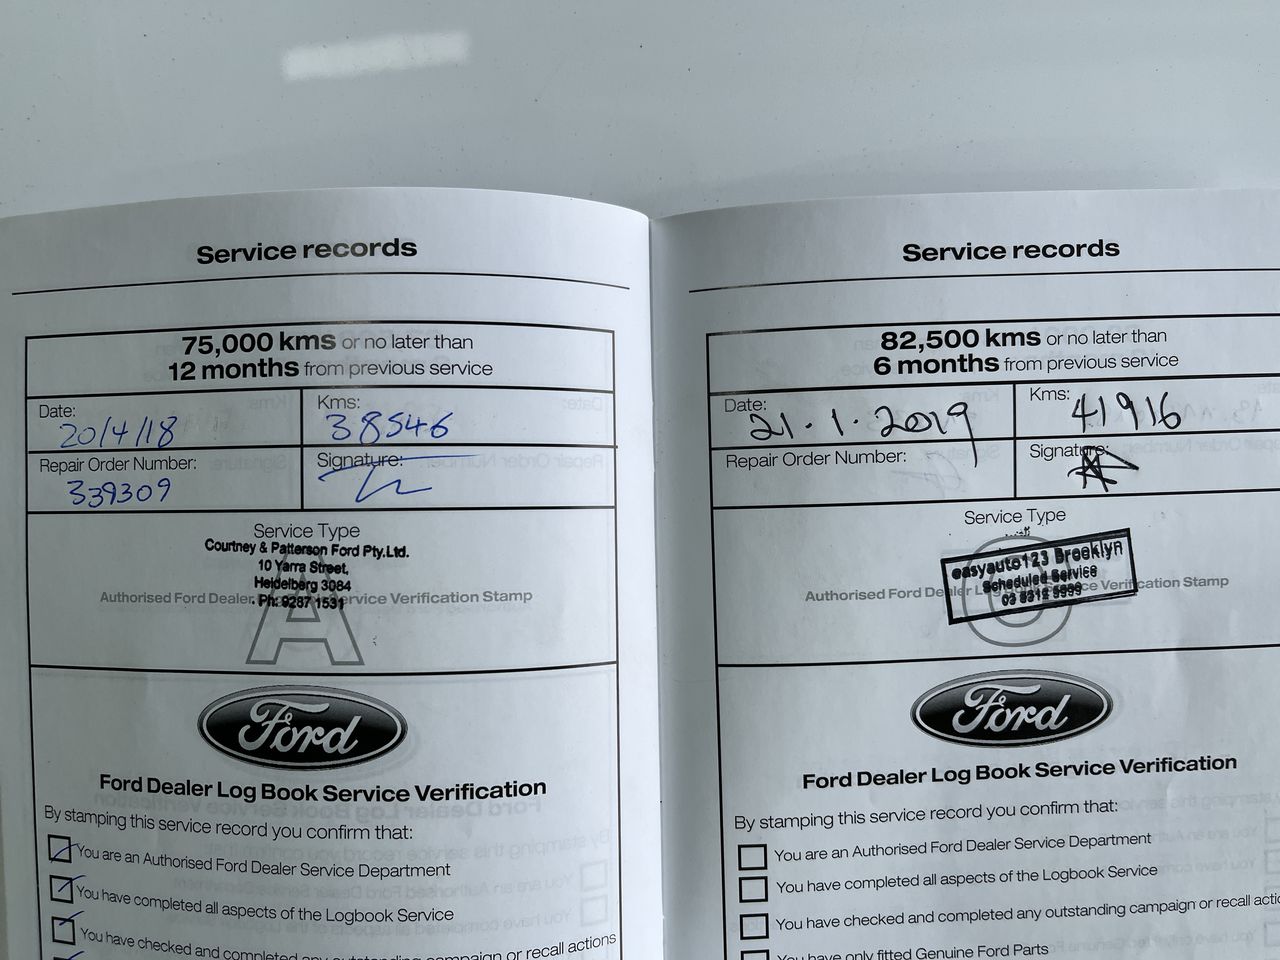 Service records
75,000 kms or no later than
12 months from previous service
Date:
20/4/18
Kms:
38546
Repair Order Number:
339309
Signature:
Service Type
A
Courtney & Patterson Ford Pty.Ltd.
10 Yarra Street,
Heidelberg 3084
Ph: 9287 1531
Authorised Ford Dealer Service Verification Stamp
Ford
Ford Dealer Log Book Service Verification
By stamping this service record you confirm that:
You are an Authorised Ford Dealer Service Department
You have completed all aspects of the Logbook Service
You have checked and completed any outstanding campaign or recall actions
Service records
82,500 kms or no later than
6 months from previous service
Date:
21.1.2019
Kms:
41916
Repair Order Number:
Signature:
Service Type
easyauto123 Brooklyn
Scheduled Service
Authorised Ford Dealer Log Book Service Verification Stamp
Ford
Ford Dealer Log Book Service Verification
By stamping this service record you confirm that:
You are an Authorised Ford Dealer Service Department
You have completed all aspects of the Logbook Service
You have checked and completed any outstanding campaign or recall
You have only fitted Genuine Ford Parts